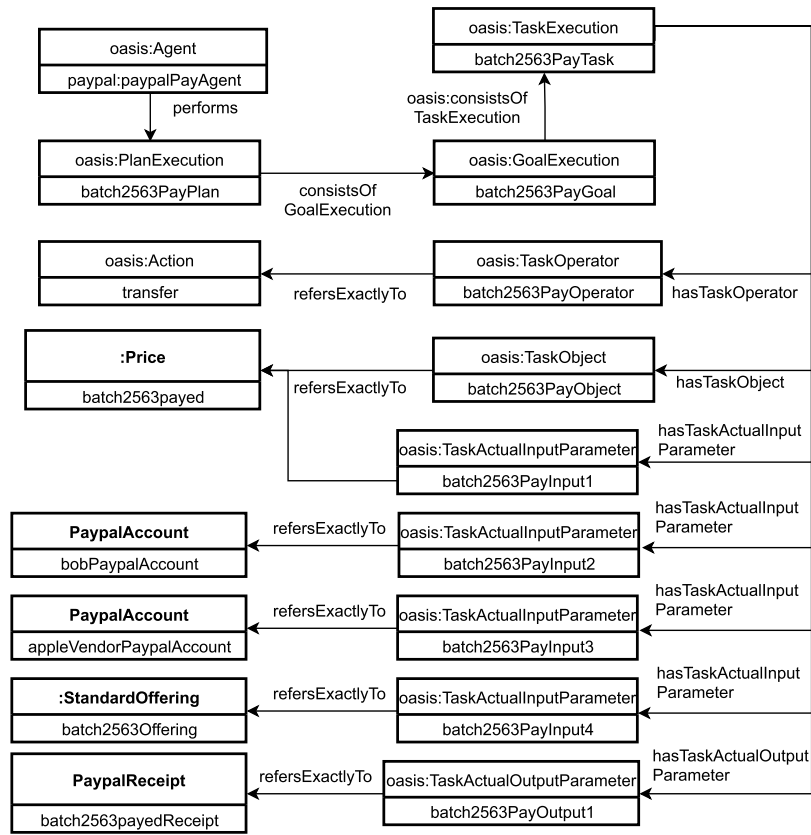 oasis:Agent
paypal:paypalPayAgent
performs
oasis:TaskExecution
batch2563PayTask
oasis:consistsOf
TaskExecution
oasis:PlanExecution
batch2563PayPlan
consistsOf
GoalExecution
oasis:GoalExecution
batch2563PayGoal
oasis:Action
transfer
refersExactlyTo
oasis:TaskOperator
batch2563PayOperator
hasTaskOperator
:Price
batch2563payed
refersExactlyTo
oasis:TaskObject
batch2563PayObject
hasTaskObject
oasis:TaskActualInputParameter
batch2563PayInput1
hasTaskActualInput
Parameter
PaypalAccount
bobPaypalAccount
refersExactlyTo
oasis:TaskActualInputParameter
batch2563PayInput2
hasTaskActualInput
Parameter
PaypalAccount
appleVendorPaypalAccount
refersExactlyTo
oasis:TaskActualInputParameter
batch2563PayInput3
hasTaskActualInput
Parameter
:StandardOffering
batch2563Offering
refersExactlyTo
oasis:TaskActualInputParameter
batch2563PayInput4
hasTaskActualInput
Parameter
PaypalReceipt
batch2563payedReceipt
refersExactlyTo
oasis:TaskActualOutputParameter
batch2563PayOutput1
hasTaskActualOutput
Parameter